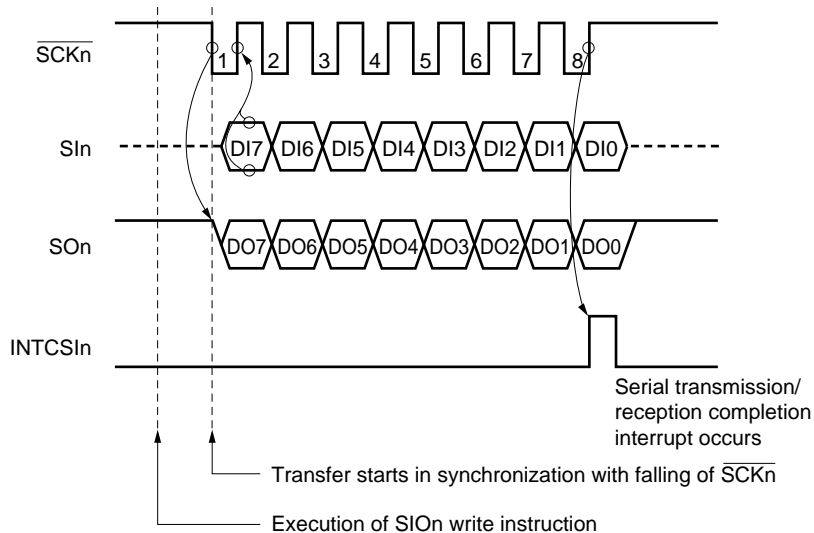 SCKn
1 2 3 4 5 6 7 8
SIn
DI7 DI6 DI5 DI4 DI3 DI2 DI1 DI0
SOn
DO7 DO6 DO5 DO4 DO3 DO2 DO1 DO0
INTCSIn
Serial transmission/
reception completion
interrupt occurs
Transfer starts in synchronization with falling of SCKn
Execution of SIOn write instruction